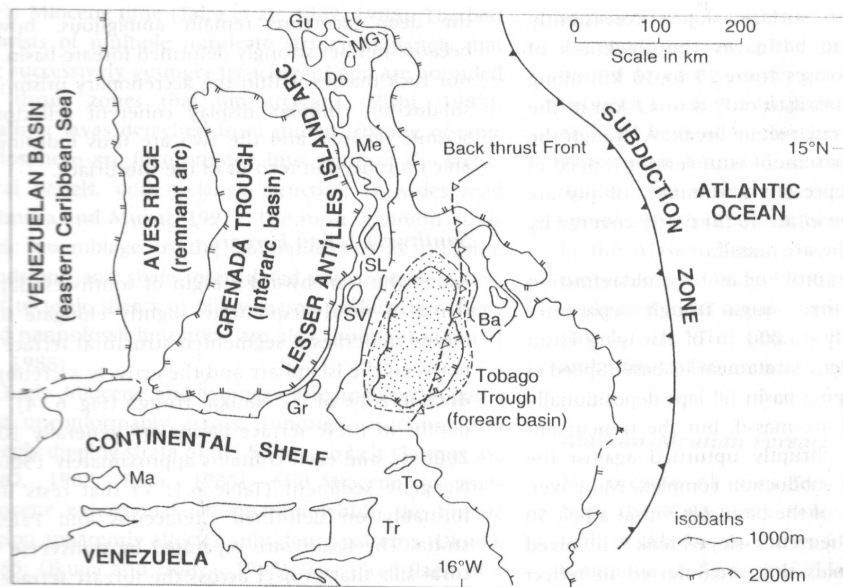 Gu
MG
Do
Me
SV
Gr
Ba
To
Tr
Ma
0
100
200
Scale in km
15°N
16°W
VENEZUELAN BASIN
(eastern Caribbean Sea)
AVES RIDGE
(remnant arc)
GRENADA TROUGH
(interarc basin)
LESSER ANTILLES ISLAND ARC
Back thrust Front
SUBDUCTION ZONE
ATLANTIC
OCEAN
Tobago
Trough
(forearc basin)
CONTINENTAL SHELF
VENEZUELA
isobaths
1000m
2000m